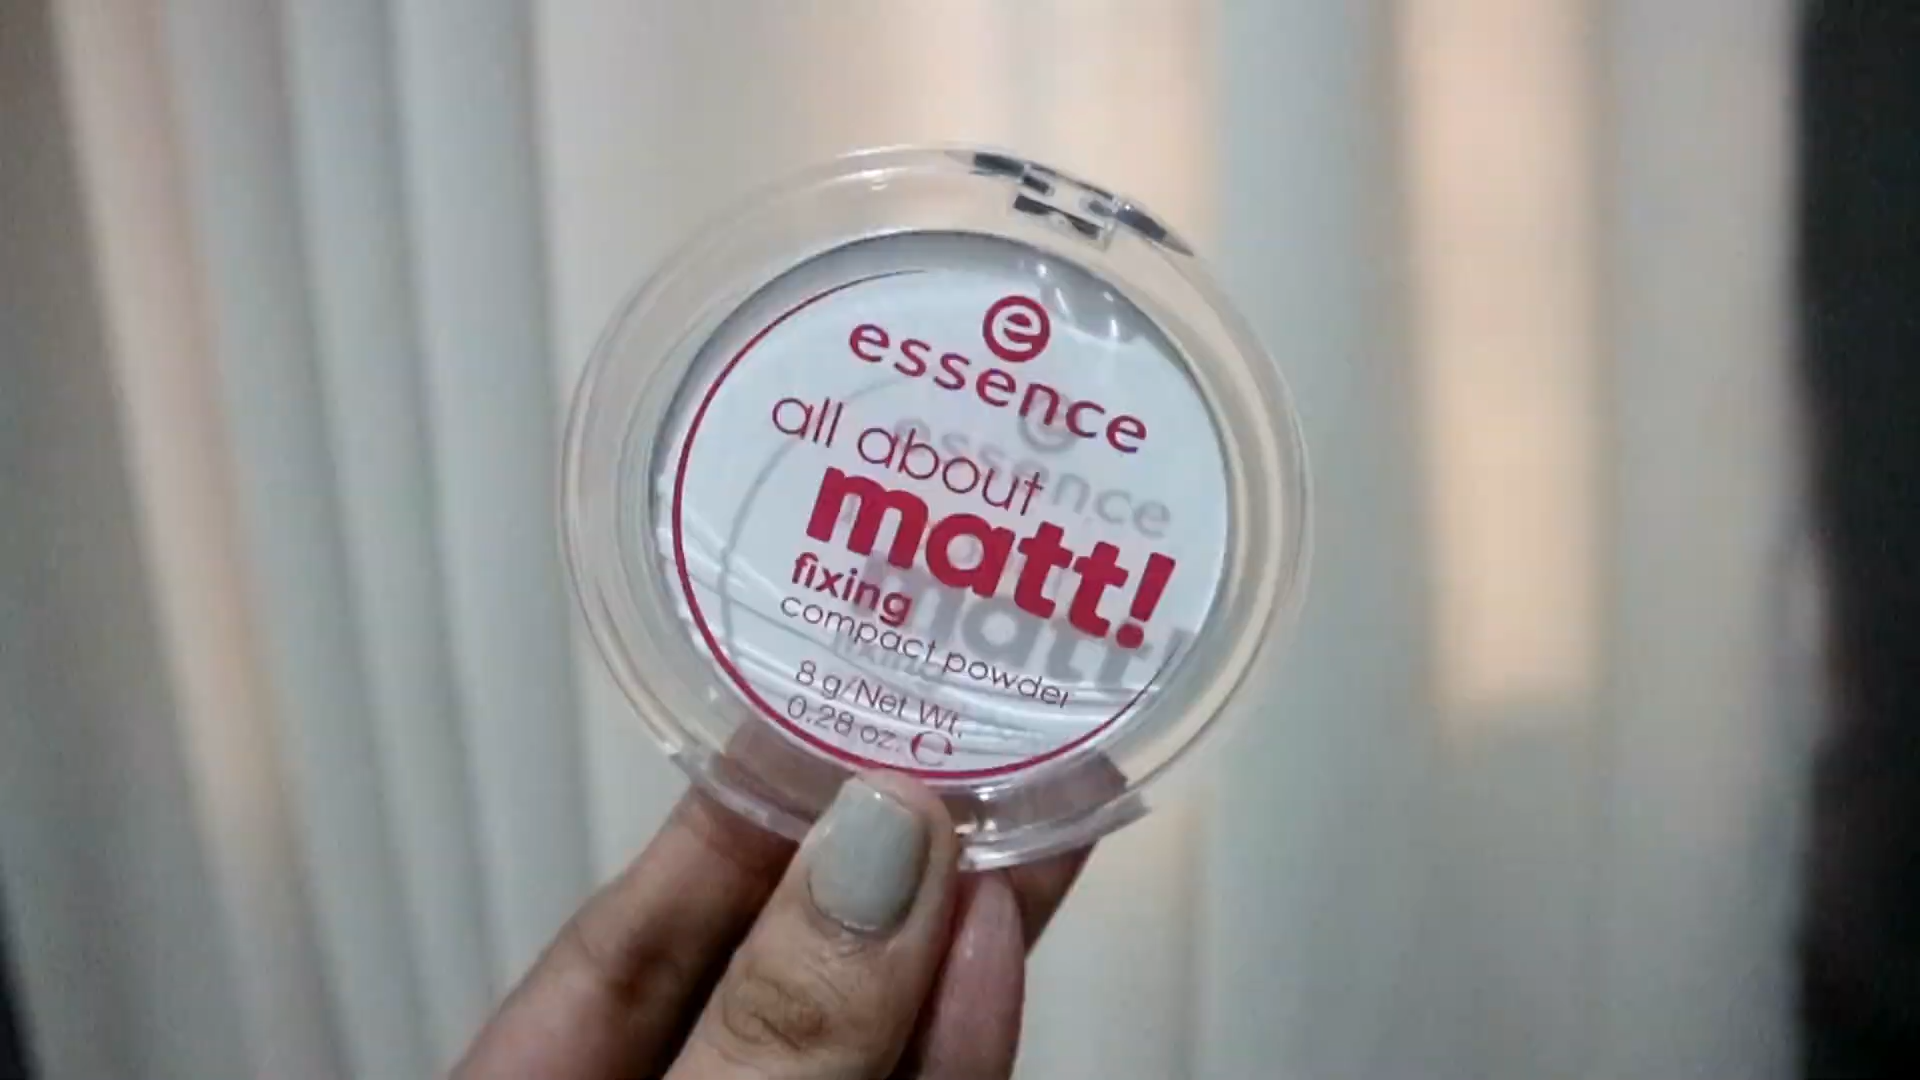 e
essence
all about
matt!
fixing
compact powder
8 g/Net Wt.
0.28 oz. ℮